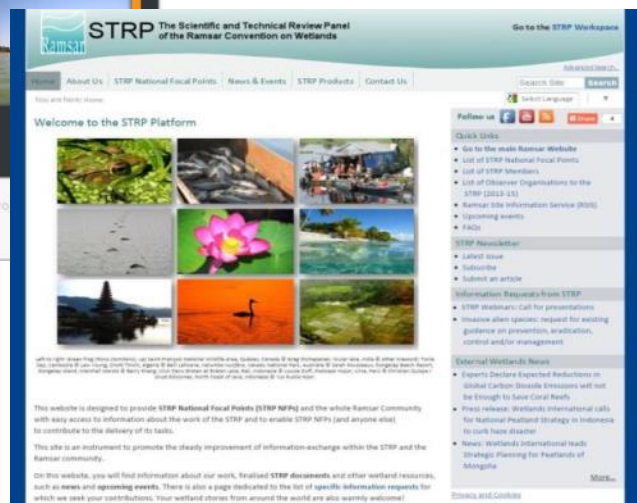 Ramsar
STRP The Scientific and Technical Review Panel
of the Ramsar Convention on Wetlands
Go to the STRP Workspace
Advanced Search...
Home About Us STRP National Focal Points News & Events STRP Products Contact Us
Search Site Search
You are here: Home
Select Language
Welcome to the STRP Platform
This website is designed to provide STRP National Focal Points (STRP NFPs) and the whole Ramsar Community
with easy access to information about the work of the STRP and to enable STRP NFPs (and anyone else)
to contribute to the delivery of its tasks.
This site is an instrument to promote the steady improvement of information-exchange within the STRP and the
Ramsar community.
On this website, you will find information about our work, finalised STRP documents and other wetland resources,
such as news and upcoming events. There is also a page dedicated to the list of specific information requests for
which we seek your contributions. Your wetland stories from around the world are also warmly welcome!
Follow us
Share 4
Quick Links
Go to the main Ramsar Website
List of STRP National Focal Points
List of STRP Members
List of Observer Organisations to the
STRP (2013-15)
Ramsar Site Information Service (RSIS)
Upcoming events
FAQs
STRP Newsletter
Latest issue
Subscribe
Submit an article
Information Requests from STRP
STRP Webinars: Call for presentations
Invasive alien species: request for existing
guidance on prevention, eradication,
control and/or management
External Wetlands News
Experts Declare Expected Reductions in
Global Carbon Dioxide Emissions will not
be Enough to Save Coral Reefs
Press release: Wetlands International calls
for National Peatland Strategy in Indonesia
to curb haze disaster
News: Wetlands International leads
Strategic Planning for Peatlands of
Mongolia
More...
Privacy and Cookies